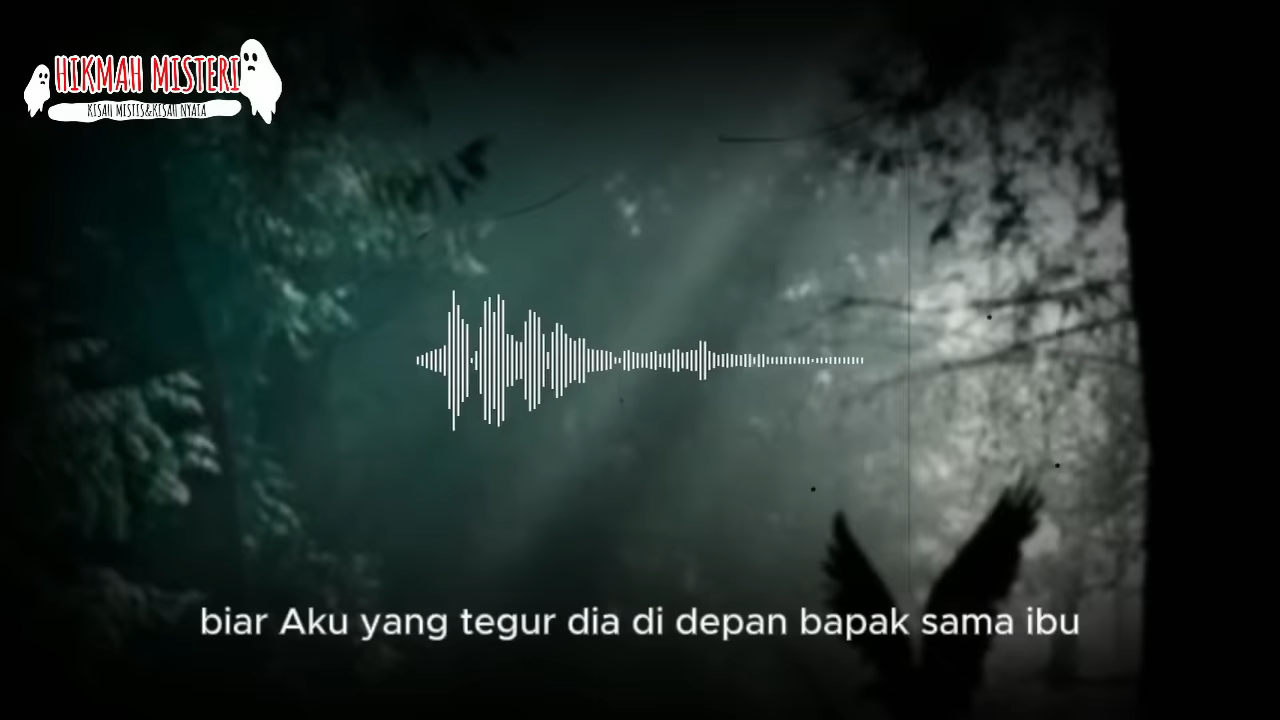 HIKMAH MISTERI
KISAH MISTIS&KISAH NYATA
biar Aku yang tegur dia di depan bapak sama ibu